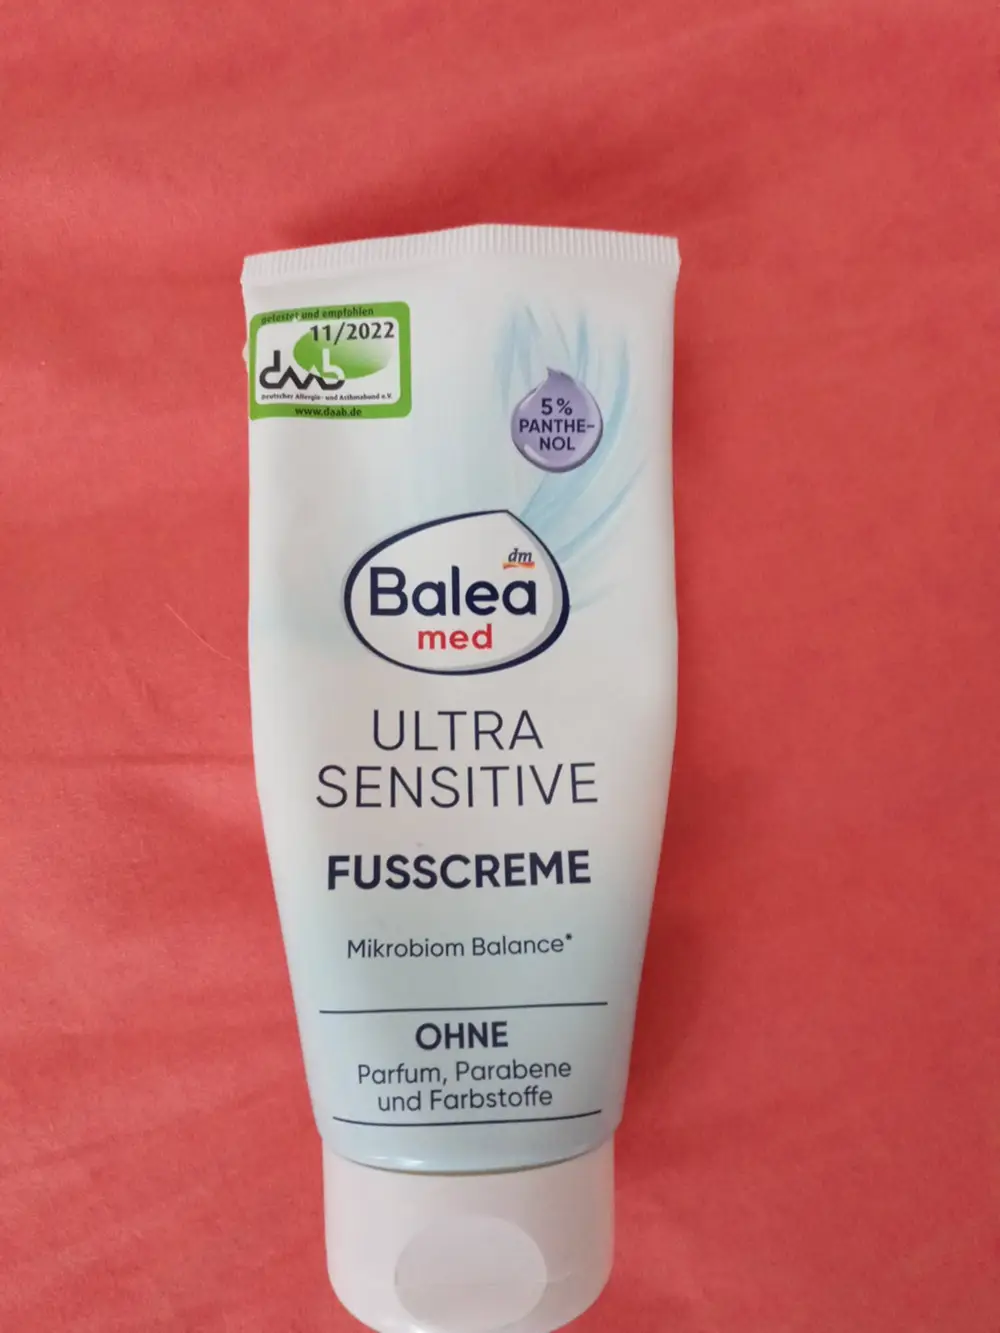 getestet und empfohlen
11/2022
daab
Deutscher Allergie- und Asthmabund e.V.
www.daab.de
5%
PANTHE-
NOL
dm
Balea
med
ULTRA
SENSITIVE
FUSSCREME
Mikrobiom Balance*
OHNE
Parfum, Parabene
und Farbstoffe